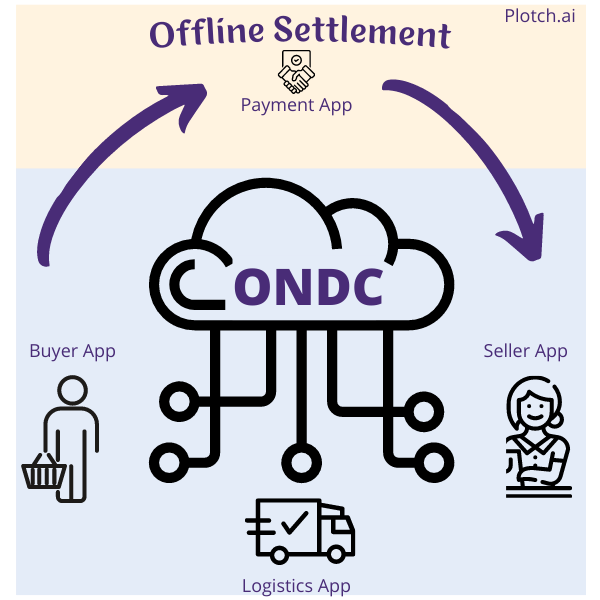 Plotch.ai
Offline Settlement
Payment App
ONDC
Buyer App
Seller App
Logistics App